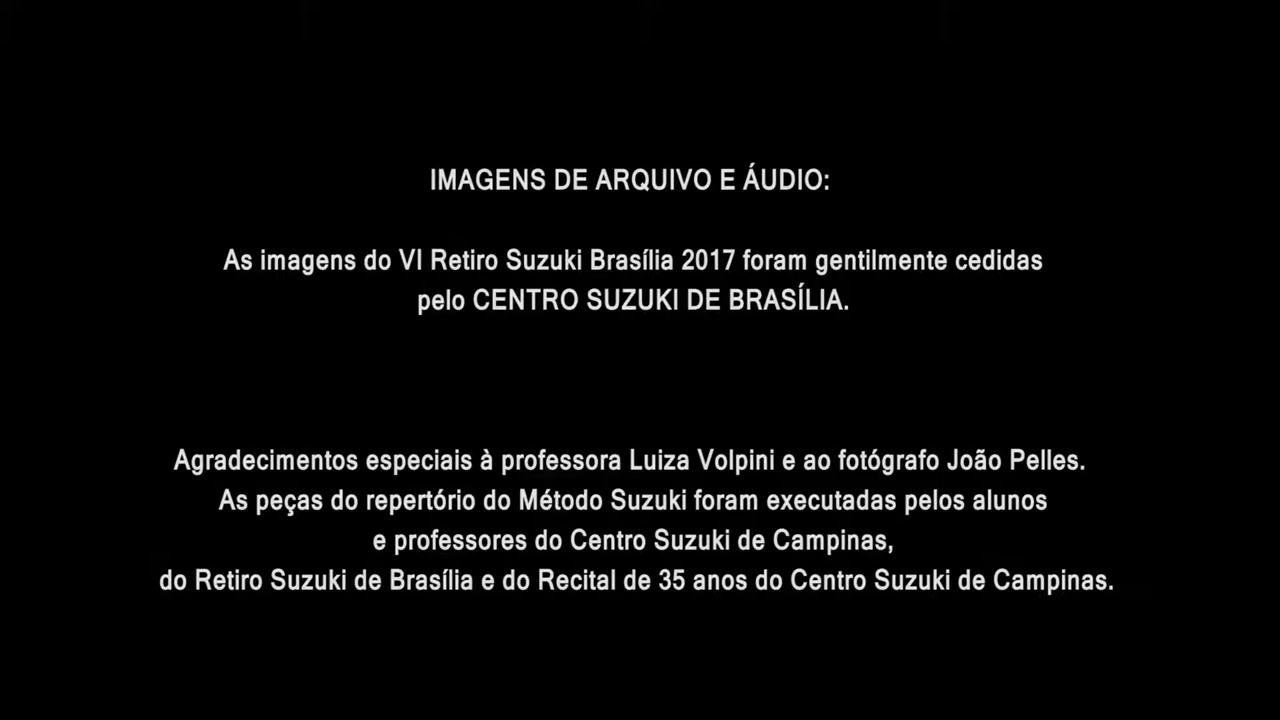 IMAGENS DE ARQUIVO E ÁUDIO:
As imagens do VI Retiro Suzuki Brasília 2017 foram gentilmente cedidas
pelo CENTRO SUZUKI DE BRASÍLIA.
Agradecimentos especiais à professora Luiza Volpini e ao fotógrafo João Pelles.
As peças do repertório do Método Suzuki foram executadas pelos alunos
e professores do Centro Suzuki de Campinas,
do Retiro Suzuki de Brasília e do Recital de 35 anos do Centro Suzuki de Campinas.